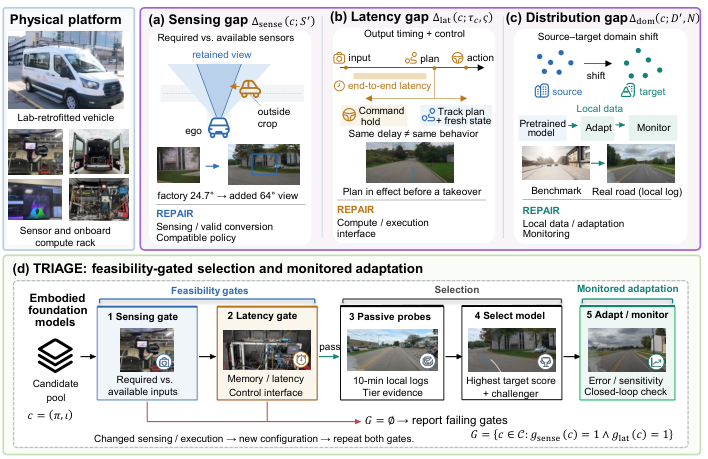 Physical platform
Lab-retrofitted vehicle
Sensor and onboard
compute rack
(a) Sensing gap Δsense(c; S′)
Required vs. available sensors
retained view
outside
crop
ego
factory 24.7° → added 64° view
REPAIR
Sensing / valid conversion
Compatible policy
(b) Latency gap Δlat(c; τc, ς)
Output timing + control
input
plan
action
end-to-end latency
Command
hold
Track plan
+ fresh state
Same delay ≠ same behavior
Plan in effect before a takeover
REPAIR
Compute / execution
interface
(c) Distribution gap Δdom(c; D′, N)
Source–target domain shift
shift
source
target
Local data
Pretrained
model
Adapt
Monitor
Benchmark
Real road (local log)
REPAIR
Local data / adaptation
Monitoring
(d) TRIAGE: feasibility-gated selection and monitored adaptation
Embodied
foundation
models
Candidate
pool
c = (π, ι)
Feasibility gates
Selection
Monitored adaptation
1 Sensing gate
Required vs.
available inputs
2 Latency gate
Memory / latency
Control interface
pass
3 Passive probes
10-min local logs
Tier evidence
4 Select model
Highest target score
+ challenger
5 Adapt / monitor
Error / sensitivity
Closed-loop check
G = ∅ → report failing gates
Changed sensing / execution → new configuration → repeat both gates.
G = {c ∈ C: gsense(c) = 1 ∧ glat(c) = 1}